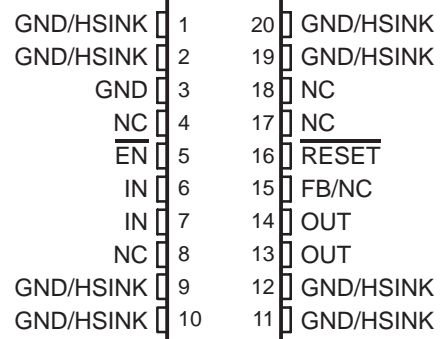 GND/HSINK 1 20 GND/HSINK
GND/HSINK 2 19 GND/HSINK
GND 3 18 NC
NC 4 17 NC
E̅N̅ 5 16 R̅E̅S̅E̅T̅
IN 6 15 FB/NC
IN 7 14 OUT
NC 8 13 OUT
GND/HSINK 9 12 GND/HSINK
GND/HSINK 10 11 GND/HSINK